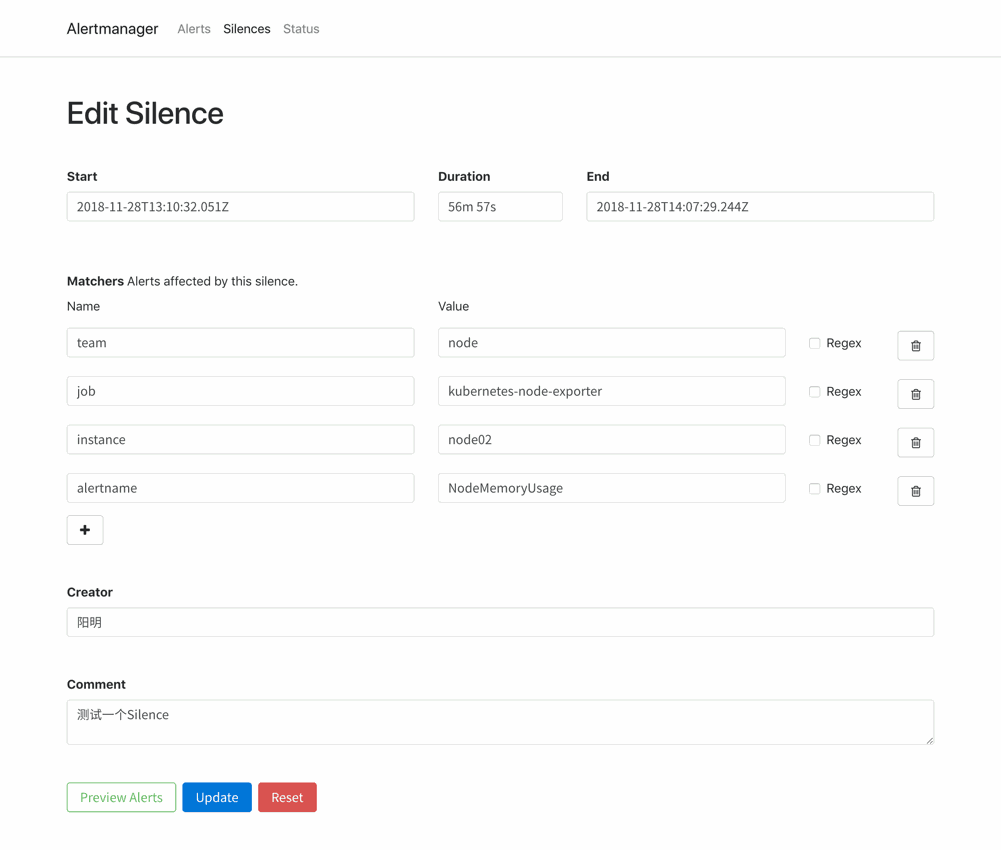 Alertmanager Alerts Silences Status
Edit Silence
Start Duration End
2018-11-28T13:10:32.051Z 56m 57s 2018-11-28T14:07:29.244Z
Matchers Alerts affected by this silence.
Name Value
team node Regex
job kubernetes-node-exporter Regex
instance node02 Regex
alertname NodeMemoryUsage Regex
Creator
阳明
Comment
测试一个Silence
Preview Alerts Update Reset